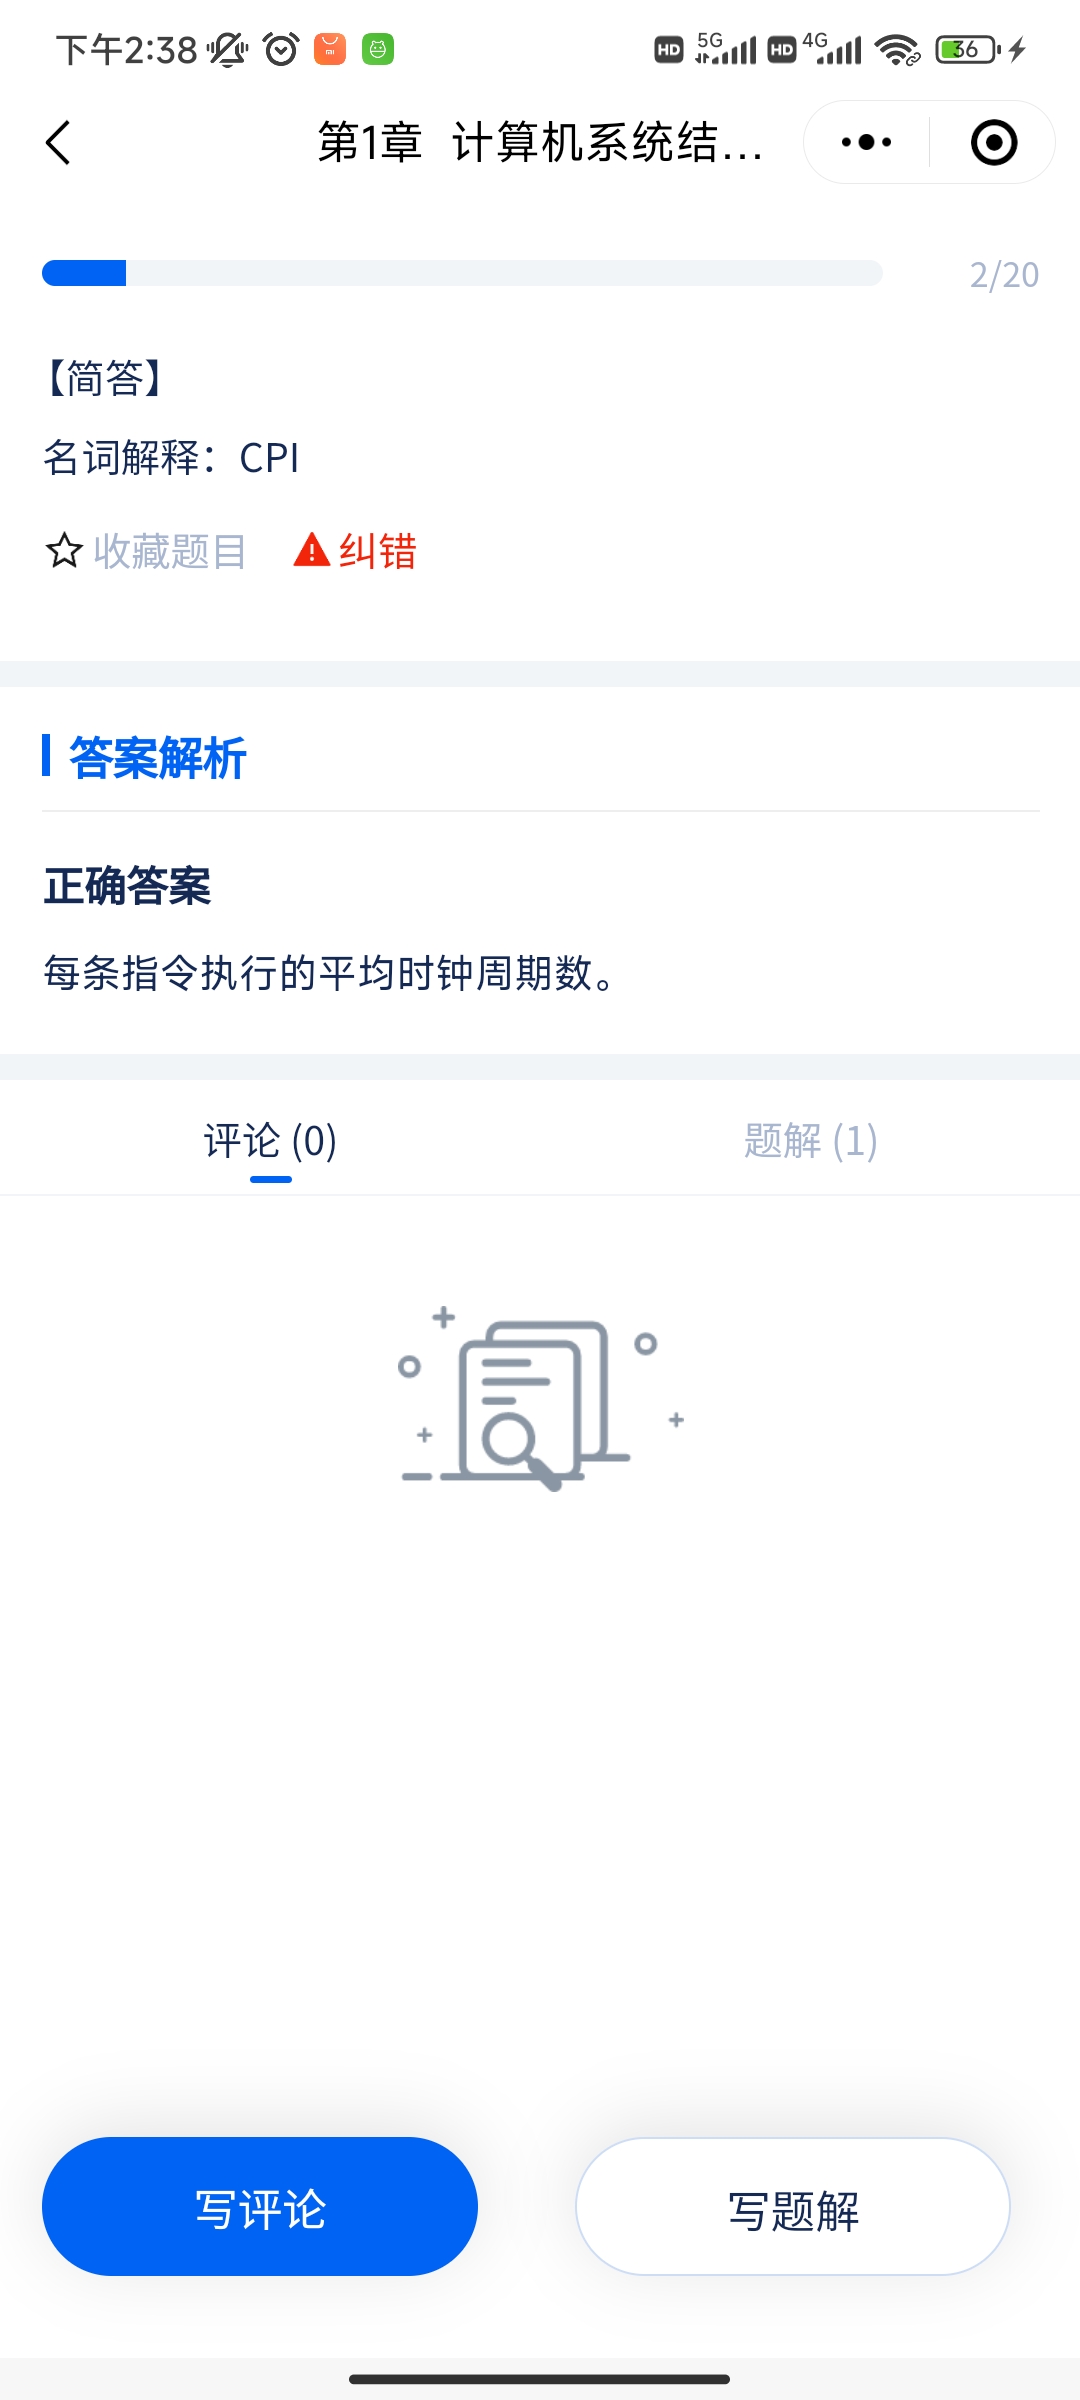 下午2:38 HD 5G HD 4G 36
第1章 计算机系统结...
2/20
【简答】
名词解释：CPI
收藏题目 纠错
答案解析
正确答案
每条指令执行的平均时钟周期数。
评论 (0) 题解 (1)
写评论 写题解